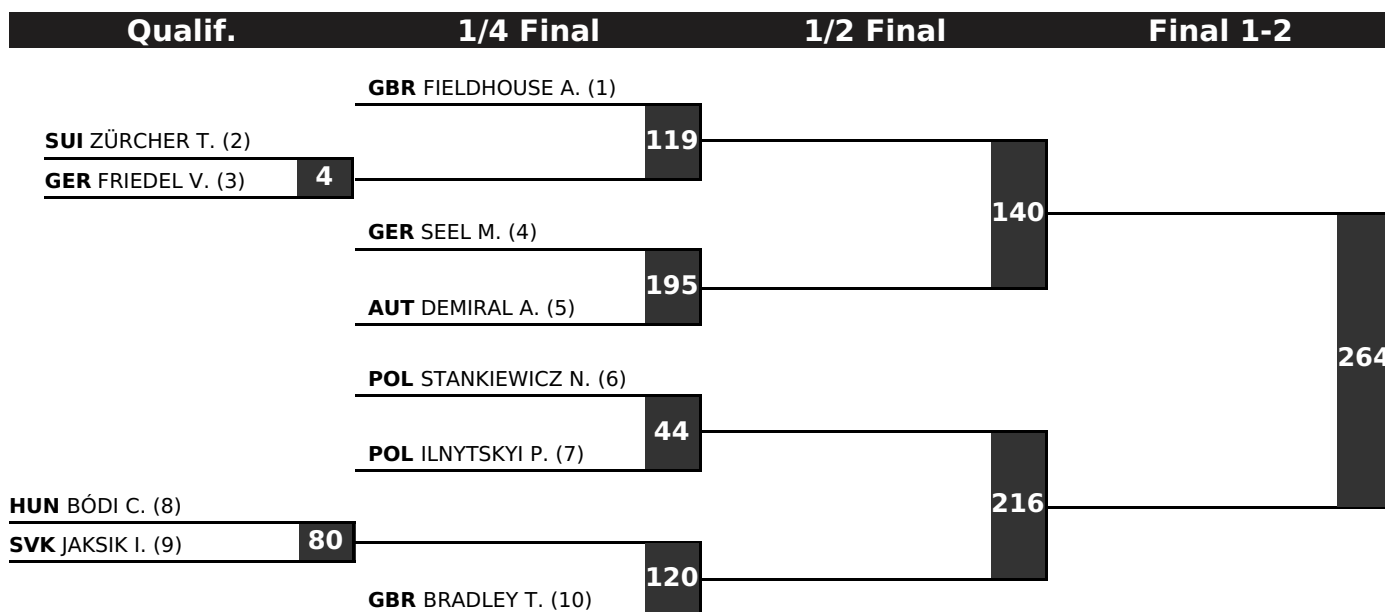 Qualif. 1/4 Final 1/2 Final Final 1-2
GBR FIELDHOUSE A. (1)
119
SUI ZÜRCHER T. (2)
GER FRIEDEL V. (3)
4
140
GER SEEL M. (4)
195
AUT DEMIRAL A. (5)
264
POL STANKIEWICZ N. (6)
44
POL ILNYTSKYI P. (7)
216
HUN BÓDI C. (8)
SVK JAKSIK I. (9)
80
120
GBR BRADLEY T. (10)